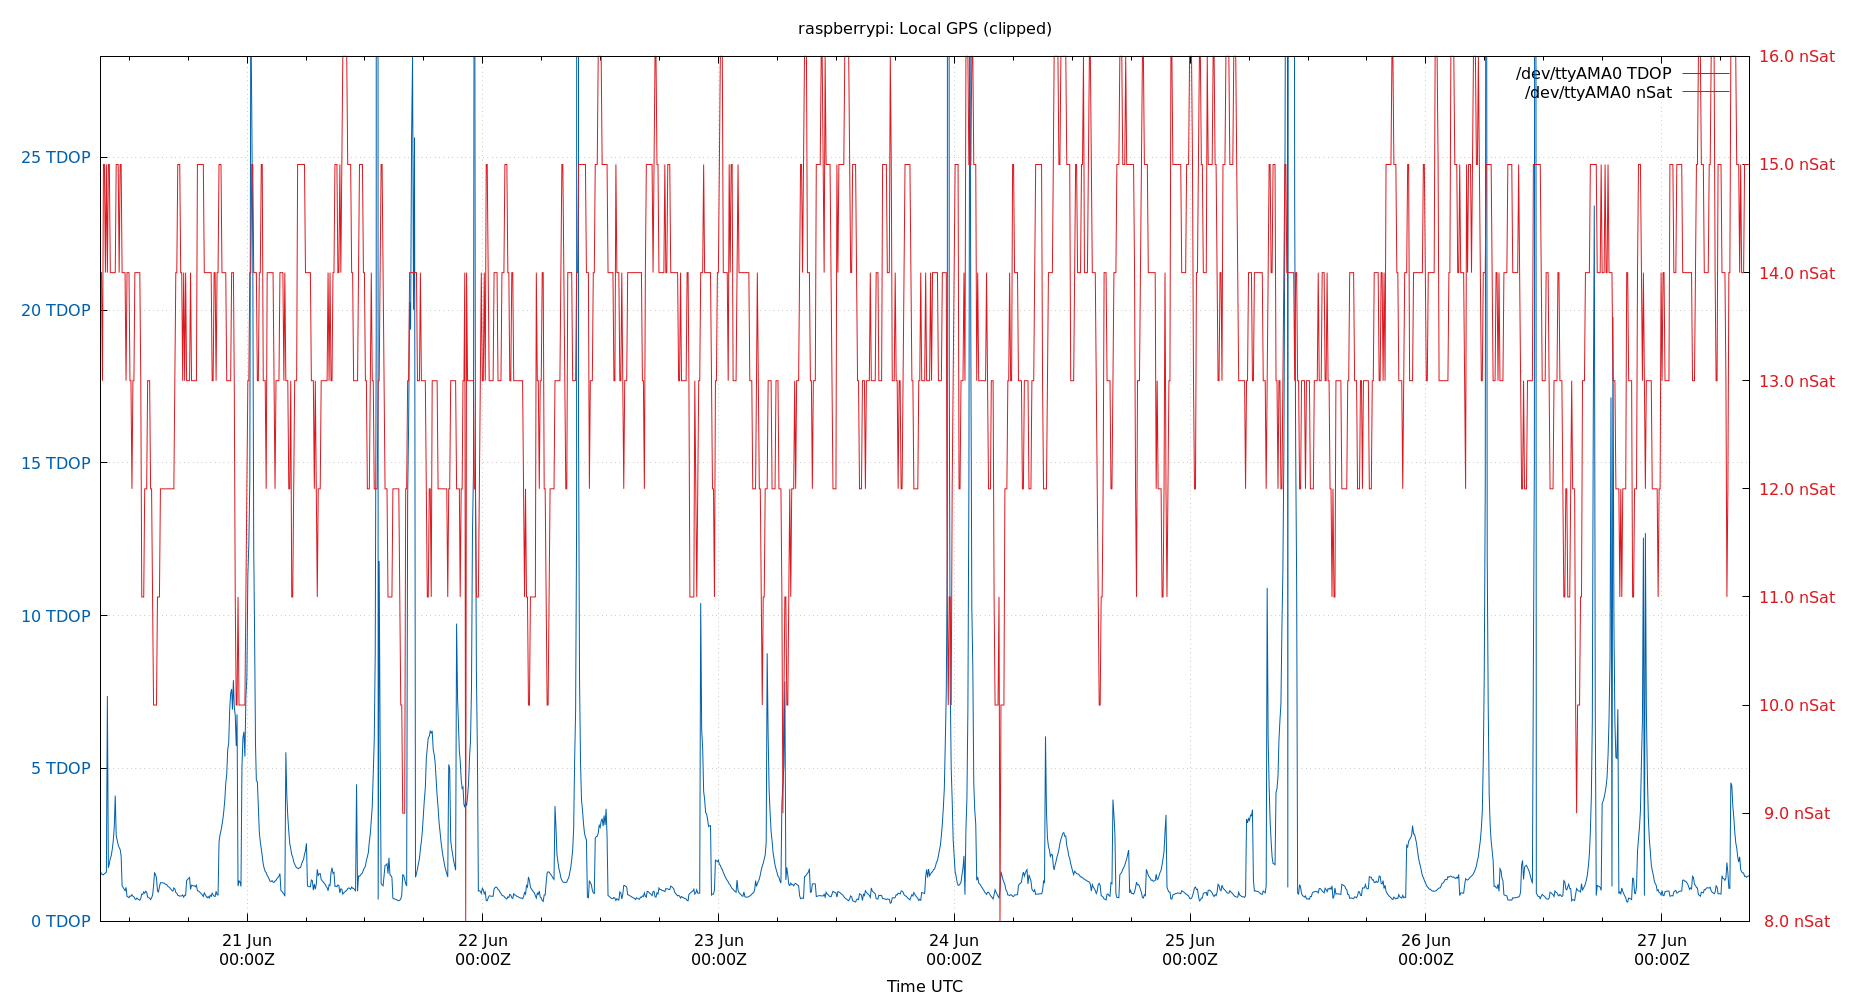 raspberrypi: Local GPS (clipped)
/dev/ttyAMA0 TDOP
/dev/ttyAMA0 nSat
25 TDOP
20 TDOP
15 TDOP
10 TDOP
5 TDOP
0 TDOP
16.0 nSat
15.0 nSat
14.0 nSat
13.0 nSat
12.0 nSat
11.0 nSat
10.0 nSat
9.0 nSat
8.0 nSat
21 Jun 22 Jun 23 Jun 24 Jun 25 Jun 26 Jun 27 Jun
00:00Z 00:00Z 00:00Z 00:00Z 00:00Z 00:00Z 00:00Z
Time UTC